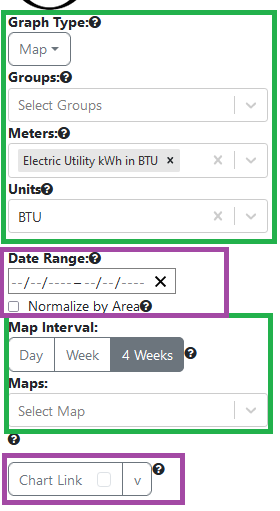 Graph Type:?
Map
Groups:?
Select Groups
Meters:?
Electric Utility kWh in BTU ×
Units?
BTU
Date Range:?
--/--/----–--/--/----
Normalize by Area?
Map Interval:
Day Week 4 Weeks ?
Maps:
Select Map
?
Chart Link v ?